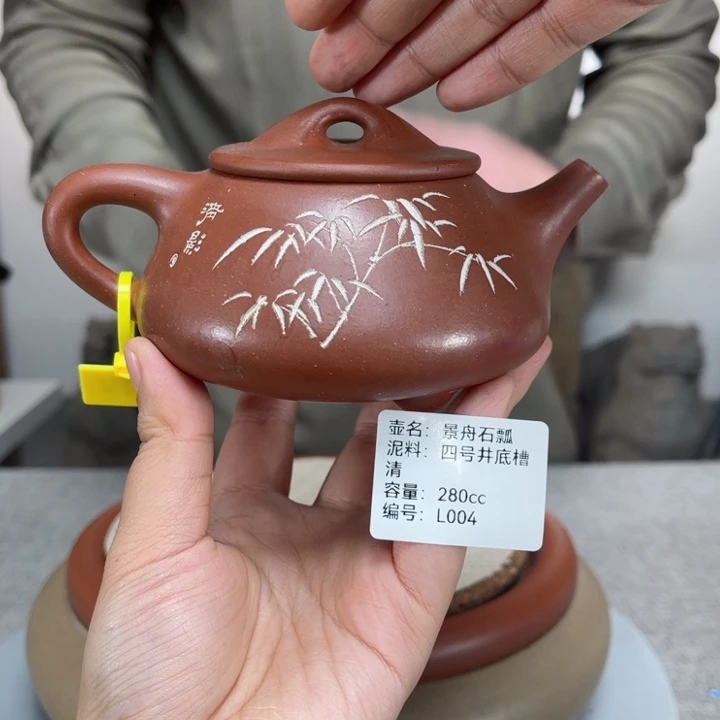 清影
壶名：景舟石瓢
泥料：四号井底槽
清
容量：280cc
编号：L004